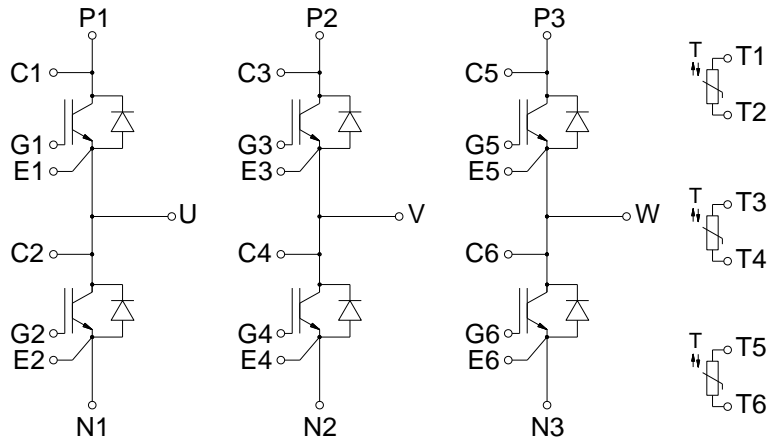 P1 P2 P3
C1 C3 C5 T T1
T2
G1 G3 G5
E1 E3 E5
T T3
U V W
C2 C4 C6 T4
G2 G4 G6 T T5
E2 E4 E6
T6
N1 N2 N3